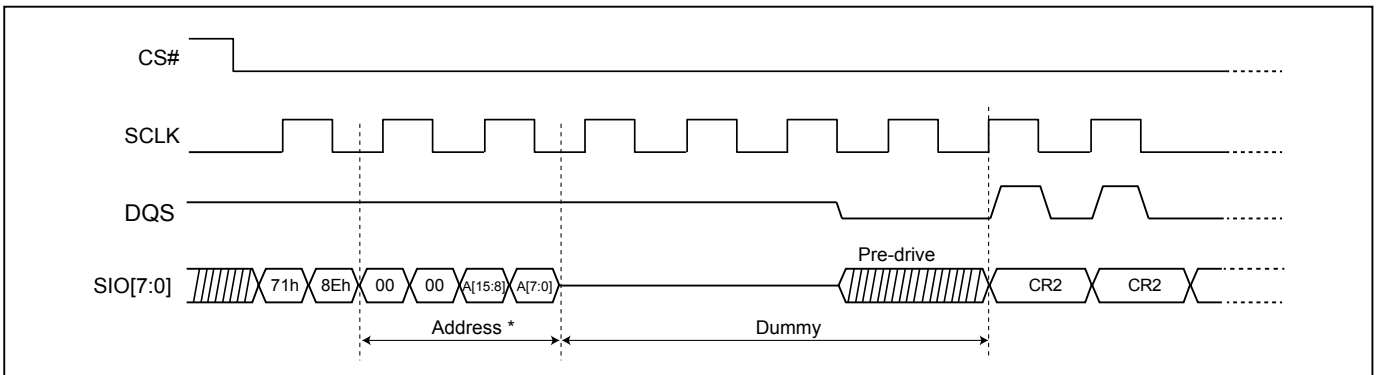 CS#
SCLK
DQS
Pre-drive
SIO[7:0] 71h 8Eh 00 00 A[15:8] A[7:0] CR2 CR2
Address * Dummy